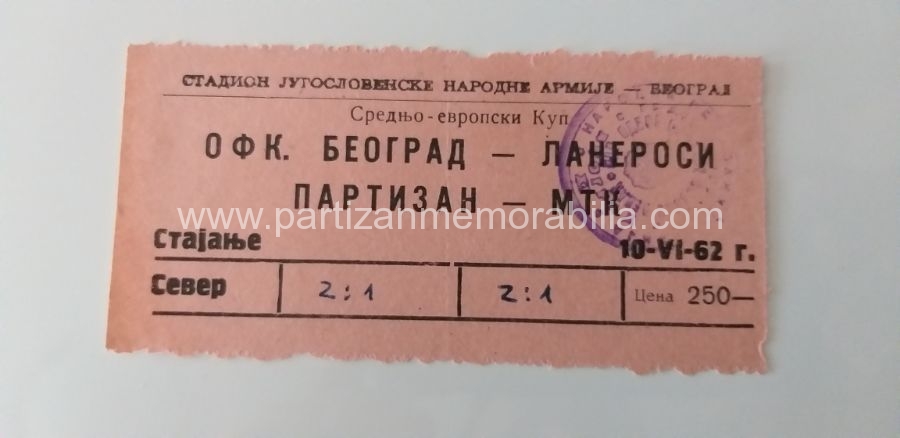 СТАДИОН ЈУГОСЛОВЕНСКЕ НАРОДНЕ АРМИЈЕ — БЕОГРАД
Средњо-европски Куп
ОФК. БЕОГРАД — ЛАНЕРОСИ
ПАРТИЗАН — МТК
www.partizanmemorabilia.com
Стајање 10-VI-62 г.
Север 2:1 2:1 Цена 250—